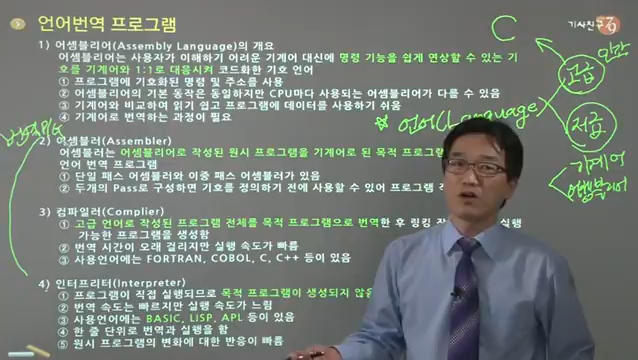 언어번역 프로그램
기사친구
1) 어셈블리어(Assembly Language)의 개요
어셈블리어는 사용자가 이해하기 어려운 기계어 대신에 명령 기능을 쉽게 연상할 수 있는 기
호를 기계어와 1:1로 대응시켜 코드화한 기호 언어
① 프로그램에 기호화된 명령 및 주소를 사용
② 어셈블리어의 기본 동작은 동일하지만 CPU마다 사용되는 어셈블리어가 다를 수 있음
③ 기계어와 비교하여 읽기 쉽고 프로그램에 데이터를 사용하기 쉬움
④ 기계어로 번역하는 과정이 필요
2) 어셈블러(Assembler)
어셈블러는 어셈블리어로 작성된 원시 프로그램을 기계어로 된 목적 프로그
언어 번역 프로그램
① 단일 패스 어셈블러와 이중 패스 어셈블러가 있음
② 두개의 Pass로 구성하면 기호를 정의하기 전에 사용할 수 있어 프로그램 작
3) 컴파일러(Complier)
① 고급 언어로 작성된 프로그램 전체를 목적 프로그램으로 번역한 후 링킹 실행
가능한 프로그램을 생성함
② 번역 시간이 오래 걸리지만 실행 속도가 빠름
③ 사용언어에는 FORTRAN, COBOL, C, C++ 등이 있음
4) 인터프리터(Interpreter)
① 프로그램이 직접 실행되므로 목적 프로그램이 생성되지 않음
② 번역 속도는 빠르지만 실행 속도가 느림
③ 사용언어에는 BASIC, LISP, APL 등이 있음
④ 한 줄 단위로 번역과 실행을 함
⑤ 원시 프로그램의 변화에 대한 반응이 빠름
C
인간
고급
언어(Language)
저급
기계어
어셈블리어